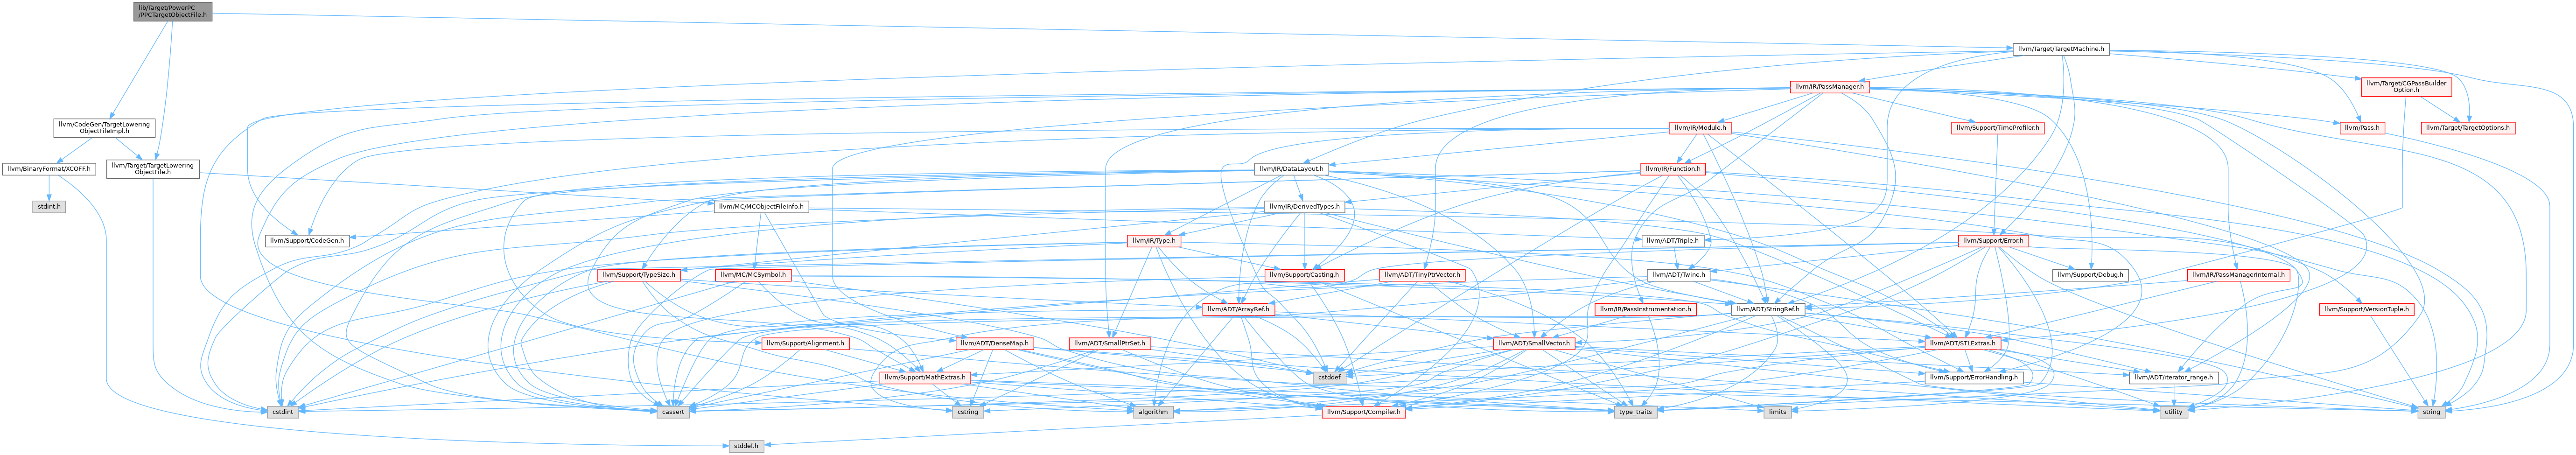 lib/Target/PowerPC
/PPCTargetObjectFile.h
llvm/Target/TargetMachine.h
llvm/IR/PassManager.h
llvm/Target/CGPassBuilder
Option.h
llvm/CodeGen/TargetLowering
ObjectFileImpl.h
llvm/IR/Module.h
llvm/Support/TimeProfiler.h
llvm/Pass.h
llvm/Target/TargetOptions.h
llvm/BinaryFormat/XCOFF.h
llvm/Target/TargetLowering
ObjectFile.h
llvm/IR/DataLayout.h
llvm/IR/Function.h
stdint.h
llvm/MC/MCObjectFileInfo.h
llvm/IR/DerivedTypes.h
llvm/Support/CodeGen.h
llvm/IR/Type.h
llvm/ADT/Triple.h
llvm/Support/Error.h
llvm/Support/TypeSize.h
llvm/MC/MCSymbol.h
llvm/Support/Casting.h
llvm/ADT/TinyPtrVector.h
llvm/ADT/Twine.h
llvm/Support/Debug.h
llvm/IR/PassManagerInternal.h
llvm/ADT/ArrayRef.h
llvm/IR/PassInstrumentation.h
llvm/ADT/StringRef.h
llvm/Support/VersionTuple.h
llvm/Support/Alignment.h
llvm/ADT/DenseMap.h
llvm/ADT/SmallPtrSet.h
llvm/ADT/SmallVector.h
llvm/ADT/STLExtras.h
llvm/Support/MathExtras.h
cstddef
llvm/Support/ErrorHandling.h
llvm/ADT/iterator_range.h
cstdint
cassert
cstring
algorithm
llvm/Support/Compiler.h
type_traits
limits
utility
string
stddef.h